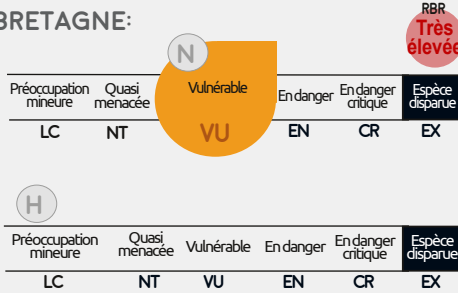 BRETAGNE:
RBR
Très
élevée
N
Préoccupation mineure Quasi menacée Vulnérable En danger En danger critique Espèce disparue
LC NT VU EN CR EX
H
Préoccupation mineure Quasi menacée Vulnérable En danger En danger critique Espèce disparue
LC NT VU EN CR EX